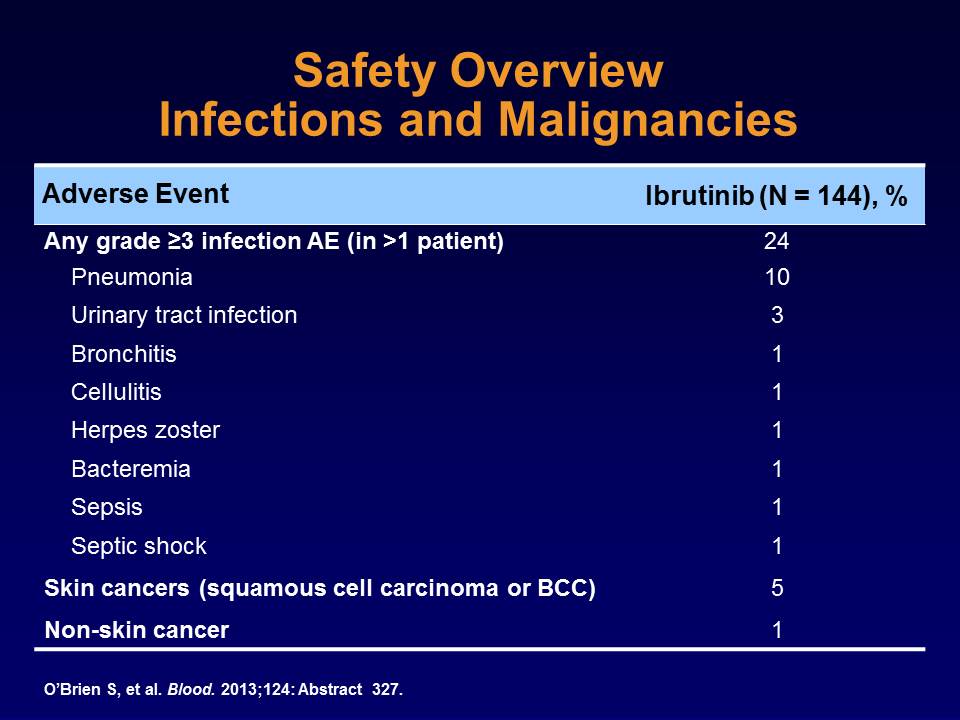 Safety Overview
Infections and Malignancies
Adverse Event Ibrutinib (N = 144), %
Any grade ≥3 infection AE (in >1 patient) 24
Pneumonia 10
Urinary tract infection 3
Bronchitis 1
Cellulitis 1
Herpes zoster 1
Bacteremia 1
Sepsis 1
Septic shock 1
Skin cancers (squamous cell carcinoma or BCC) 5
Non-skin cancer 1
O’Brien S, et al. Blood. 2013;124: Abstract 327.